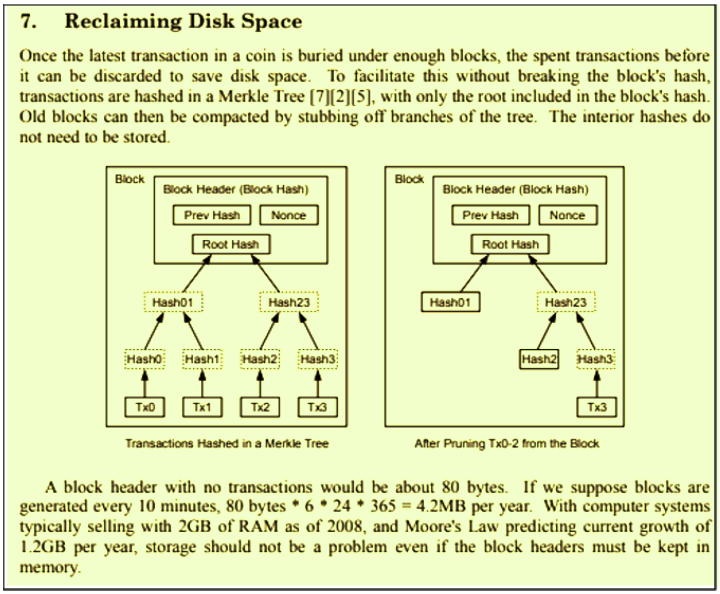 7. Reclaiming Disk Space
Once the latest transaction in a coin is buried under enough blocks, the spent transactions before
it can be discarded to save disk space. To facilitate this without breaking the block's hash,
transactions are hashed in a Merkle Tree [7][2][5], with only the root included in the block's hash.
Old blocks can then be compacted by stubbing off branches of the tree. The interior hashes do
not need to be stored.
Block
Block Header (Block Hash)
Prev Hash Nonce
Root Hash
Hash01 Hash23
Hash0 Hash1 Hash2 Hash3
Tx0 Tx1 Tx2 Tx3
Transactions Hashed in a Merkle Tree
Block
Block Header (Block Hash)
Prev Hash Nonce
Root Hash
Hash01 Hash23
Hash2 Hash3
Tx3
After Pruning Tx0-2 from the Block
A block header with no transactions would be about 80 bytes. If we suppose blocks are
generated every 10 minutes, 80 bytes * 6 * 24 * 365 = 4.2MB per year. With computer systems
typically selling with 2GB of RAM as of 2008, and Moore's Law predicting current growth of
1.2GB per year, storage should not be a problem even if the block headers must be kept in
memory.